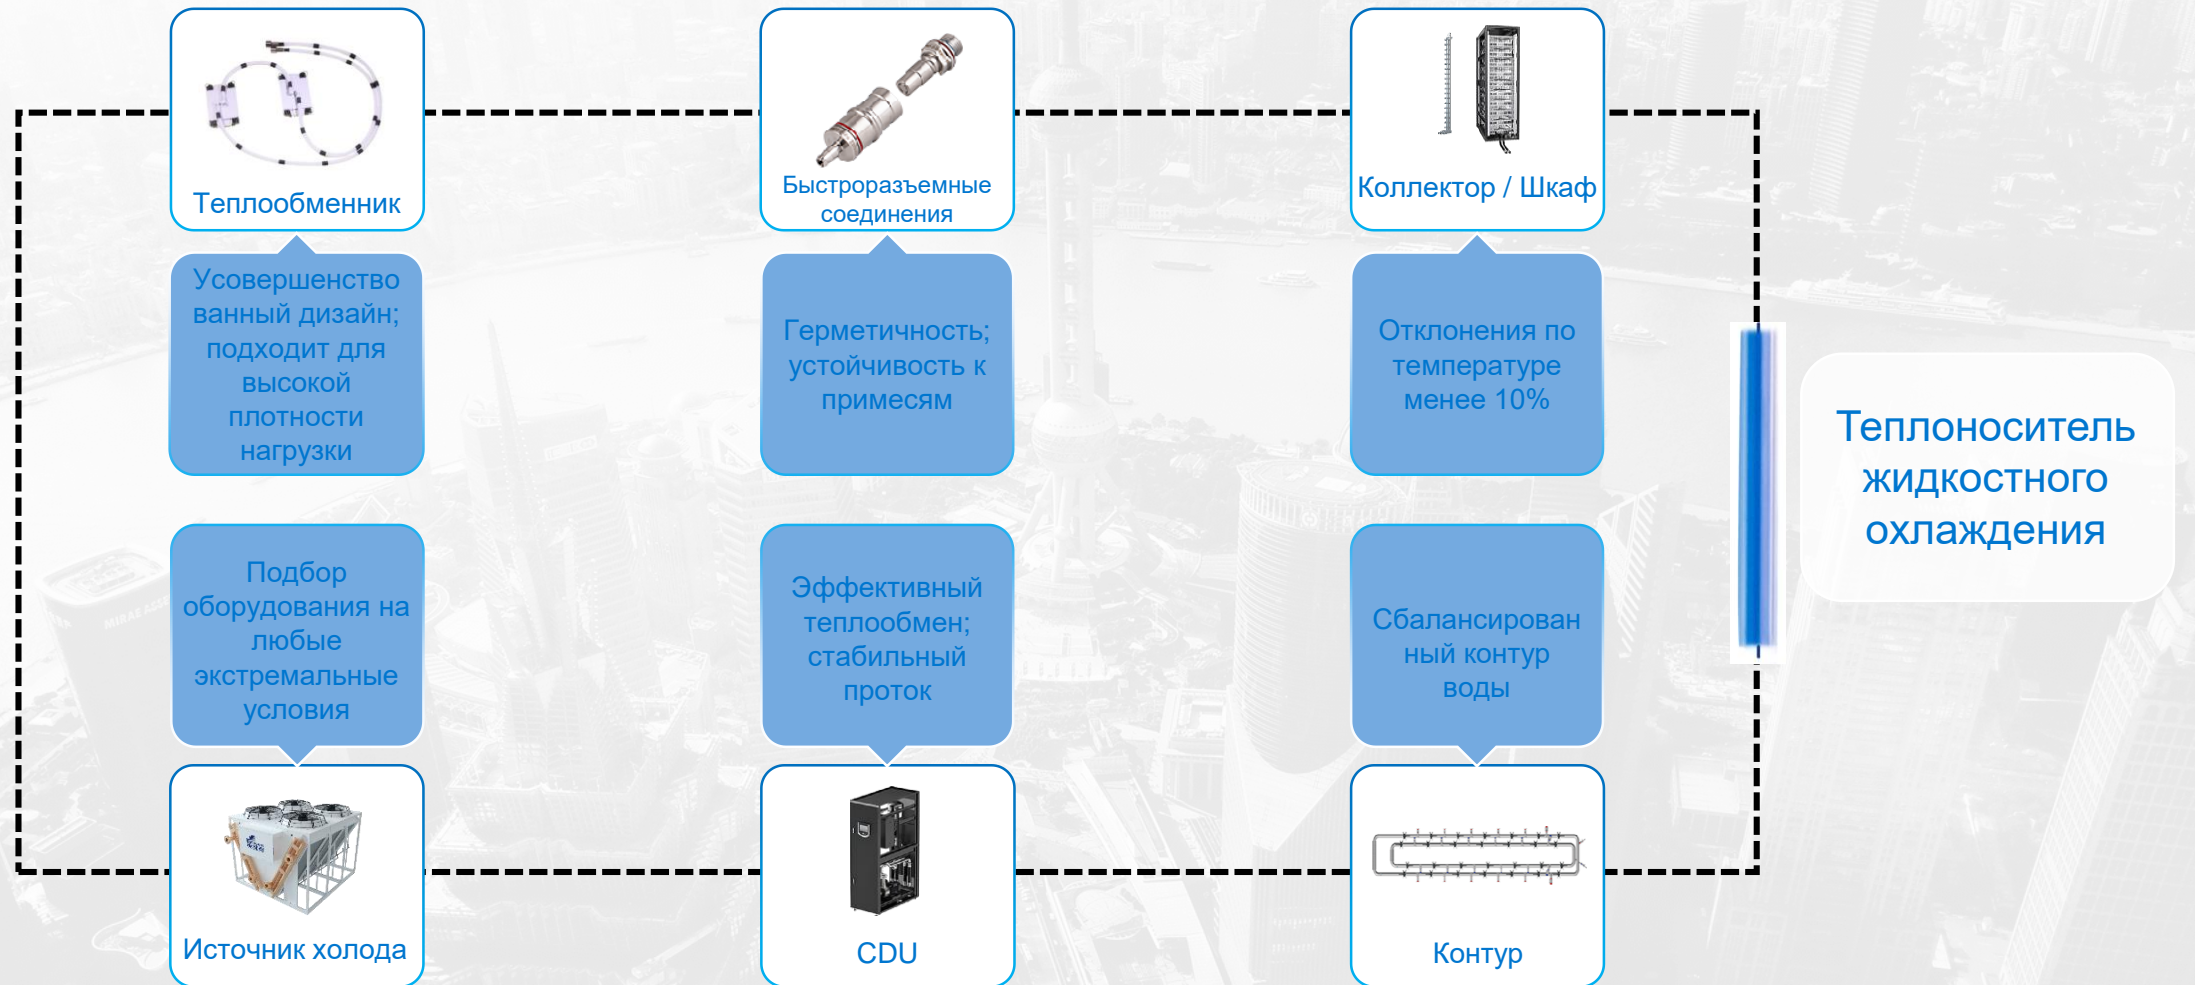 Теплообменник
Быстроразъемные
соединения
Коллектор / Шкаф
Усовершенство
ванный дизайн;
подходит для
высокой
плотности
нагрузки
Герметичность;
устойчивость к
примесям
Отклонения по
температуре
менее 10%
Теплоноситель
жидкостного
охлаждения
Подбор
оборудования на
любые
экстремальные
условия
Эффективный
теплообмен;
стабильный
проток
Сбалансирован
ный контур
воды
Источник холода
CDU
Контур